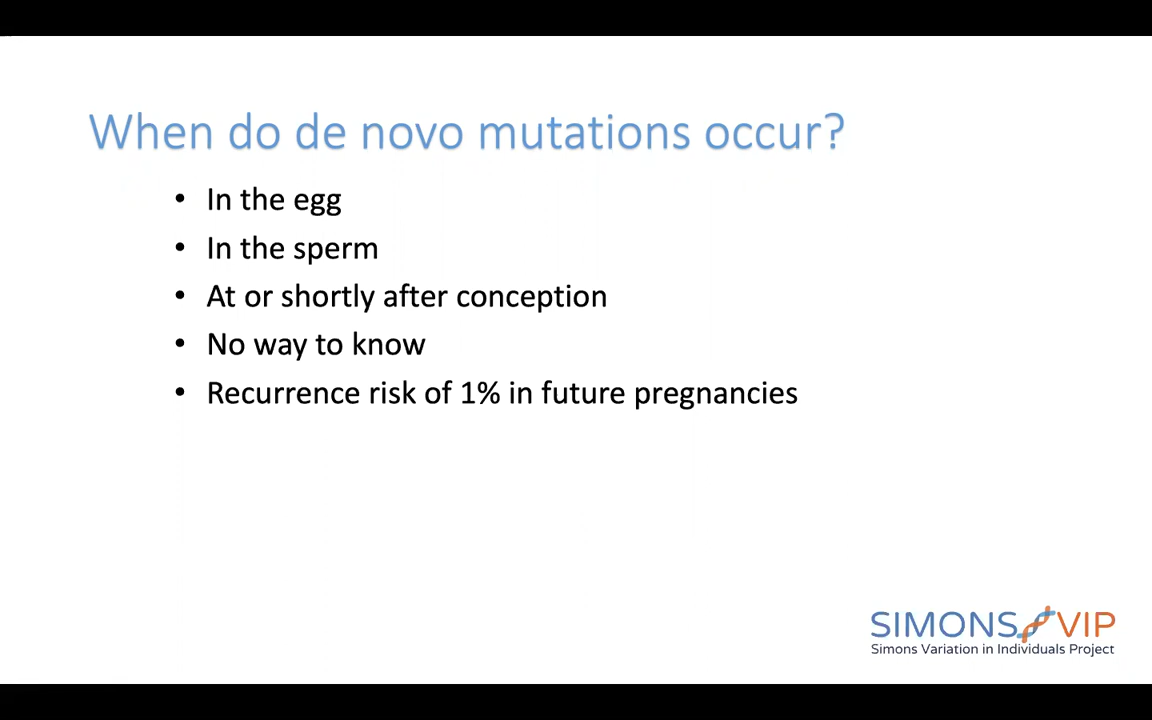 When do de novo mutations occur?
• In the egg
• In the sperm
• At or shortly after conception
• No way to know
• Recurrence risk of 1% in future pregnancies
SIMONS VIP
Simons Variation in Individuals Project